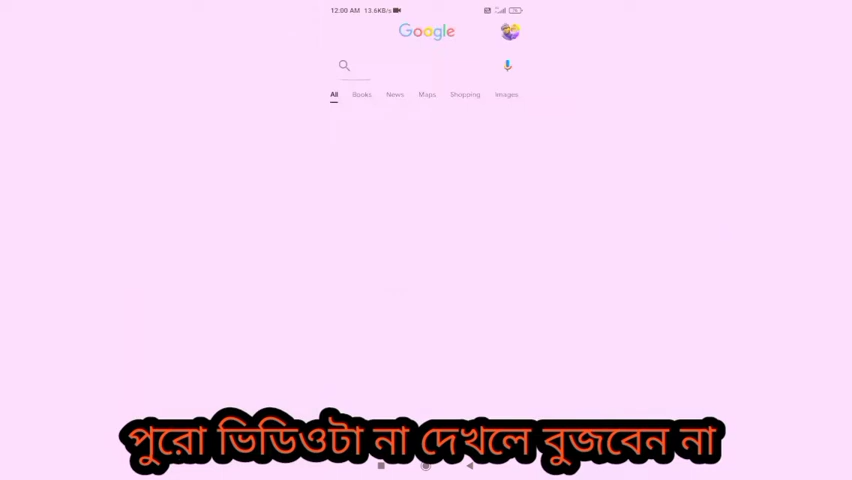 12:00 AM 13.6KB/s
Google
All Books News Maps Shopping Images
পুরো ভিডিওটা না দেখলে বুজবেন না